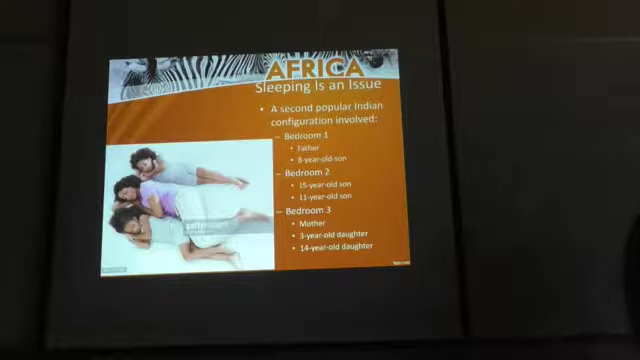 AFRICA
Sleeping Is an Issue
• A second popular Indian
configuration involved:
– Bedroom 1
• Father
• 8-year-old-son
– Bedroom 2
• 15-year-old son
• 11-year-old son
– Bedroom 3
• Mother
• 3-year-old daughter
• 14-year-old daughter